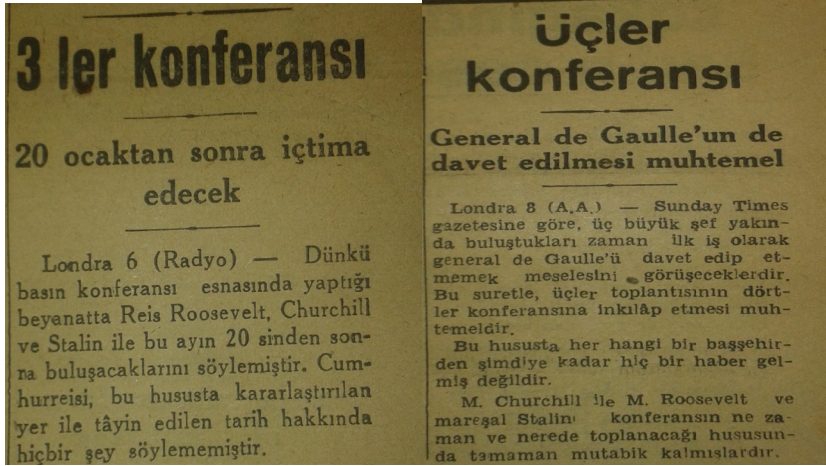 3 ler konferansı
20 ocaktan sonra içtima
edecek
Londra 6 (Radyo) — Dünkü
basın konferansı esnasında yaptığı
beyanatta Reis Roosevelt, Churchill
ve Stalin ile bu ayın 20 sinden son-
ra buluşacaklarını söylemiştir. Cum-
hurreisi, bu hususta kararlaştırılan
yer ile tâyin edilen tarih hakkında
hiçbir şey söylememiştir.
üçler
konferansı
General de Gaulle'un de
davet edilmesi muhtemel
Londra 8 (A.A.) — Sunday Times
gazetesine göre, üç büyük şef yakın-
da buluştukları zaman ilk iş olarak
general de Gaulle'ü davet edip et-
memek meselesini görüşeceklerdir.
Bu suretle, üçler toplantısının dört-
ler konferansına inkılâp etmesi muh-
temeldir.
Bu hususta her hangi bir başşehir-
den şimdiye kadar hiç bir haber gel-
miş değildir.
M. Churchill ile M. Roosevelt ve
mareşal Stalin konferansın ne za-
man ve nerede toplanacağı hususun-
da tamaman mutabik kalmışlardır.